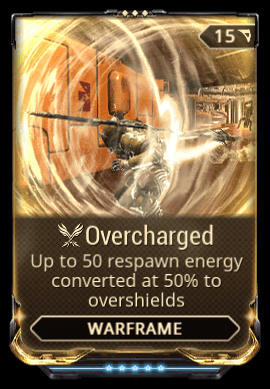 15
Overcharged
Up to 50 respawn energy
converted at 50% to
overshields
WARFRAME